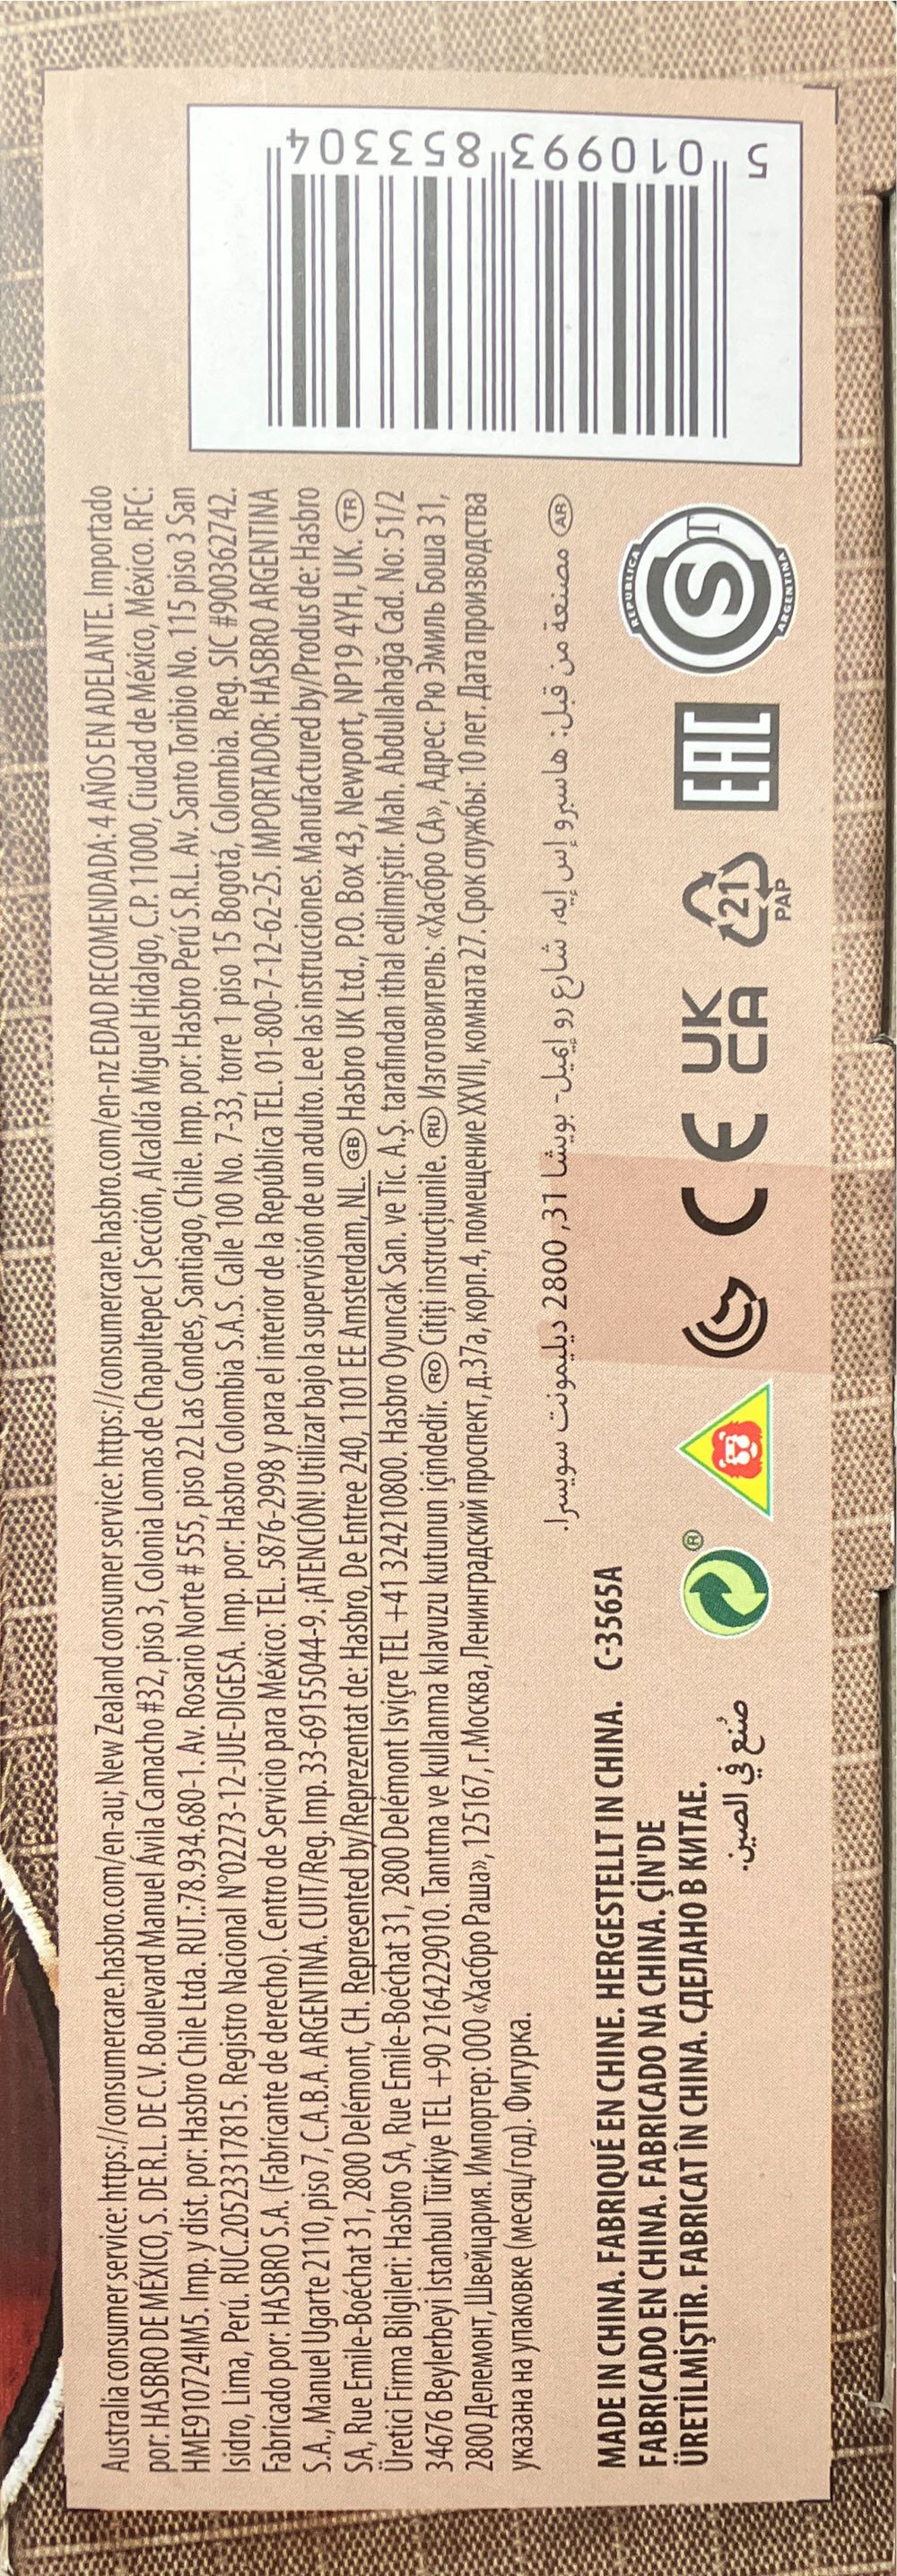 Australia consumer service: https://consumercare.hasbro.com/en-au; New Zealand consumer service: https://consumercare.hasbro.com/en-nz EDAD RECOMENDADA: 4 AÑOS EN ADELANTE. Importado
por: HASBRO DE MÉXICO, S. DE R.L. DE C.V. Boulevard Manuel Ávila Camacho #32, piso 3, Colonia Lomas de Chapultepec I Sección, Alcaldía Miguel Hidalgo, C.P. 11000, Ciudad de México, México. RFC:
HME910724IM5. Imp. y dist. por: Hasbro Chile Ltda. RUT.:78.934.680-1. Av. Rosario Norte # 555, piso 22 Las Condes, Santiago, Chile. Imp. por: Hasbro Perú S.R.L. Av. Santo Toribio No. 115 piso 3 San
Isidro, Lima, Perú. RUC.20523317815. Registro Nacional N°02273-12-JUE-DIGESA. Imp. por: Hasbro Colombia S.A.S. Calle 100 No. 7-33, torre 1 piso 15 Bogotá, Colombia. Reg. SIC #900362742.
Fabricado por: HASBRO S.A. (Fabricante de derecho). Centro de Servicio para México: TEL. 5876-2998 y para el interior de la República TEL. 01-800-7-12-62-25. IMPORTADOR: HASBRO ARGENTINA
S.A., Manuel Ugarte 2110, piso 7, C.A.B.A. ARGENTINA. CUIT/Reg. Imp. 33-69155044-9. ¡ATENCIÓN! Utilizar bajo la supervisión de un adulto. Lee las instrucciones. Manufactured by/Produs de: Hasbro
SA, Rue Emile-Boéchat 31, 2800 Delémont, CH. Represented by/Reprezentat de: Hasbro, De Entree 240, 1101 EE Amsterdam, NL. GB Hasbro UK Ltd., P.O. Box 43, Newport, NP19 4YH, UK. TR
Üretici Firma Bilgileri: Hasbro SA, Rue Emile-Boéchat 31, 2800 Delémont Isviçre TEL +41 324210800. Hasbro Oyuncak San. ve Tic. A.Ş. tarafından ithal edilmiştir. Mah. Abdullahağa Cad. No: 51/2
34676 Beylerbeyi İstanbul Türkiye TEL +90 2164229010. Tanıtma ve kullanma kılavuzu kutunun içindedir. RO Citiți instrucțiunile. RU Изготовитель: «Хасбро СА», Адрес: Рю Эмиль Боша 31,
2800 Делемонт, Швейцария. Импортер: ООО «Хасбро Раша», 125167, г. Москва, Ленинградский проспект, д.37а, корп.4, помещение XXVII, комната 27. Срок службы: 10 лет. Дата производства
указана на упаковке (месяц/год). Фигурка.
AR مصنعة من قبل: هاسبرو إس إيه، شارع رو إيميل- بويشا 31, 2800 ديليمونت سويسرا.
MADE IN CHINA. FABRIQUÉ EN CHINE. HERGESTELLT IN CHINA. C-3565A
FABRICADO EN CHINA. FABRICADO NA CHINA. ÇİN'DE
ÜRETİLMİŞTİR. FABRICAT ÎN CHINA. СДЕЛАНО В КИТАЕ.
صُنع في الصين.
®
CE
UK
CA
21
PAP
EAC
REPUBLICA
S T
ARGENTINA
5 010993 853304